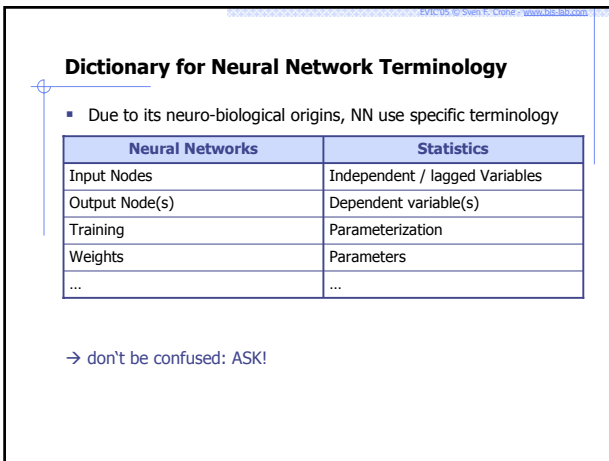 EVIC'05 © Sven F. Crone - www.bis-lab.com
Dictionary for Neural Network Terminology
▪ Due to its neuro-biological origins, NN use specific terminology
Neural Networks Statistics
Input Nodes Independent / lagged Variables
Output Node(s) Dependent variable(s)
Training Parameterization
Weights Parameters
… …
→ don‘t be confused: ASK!